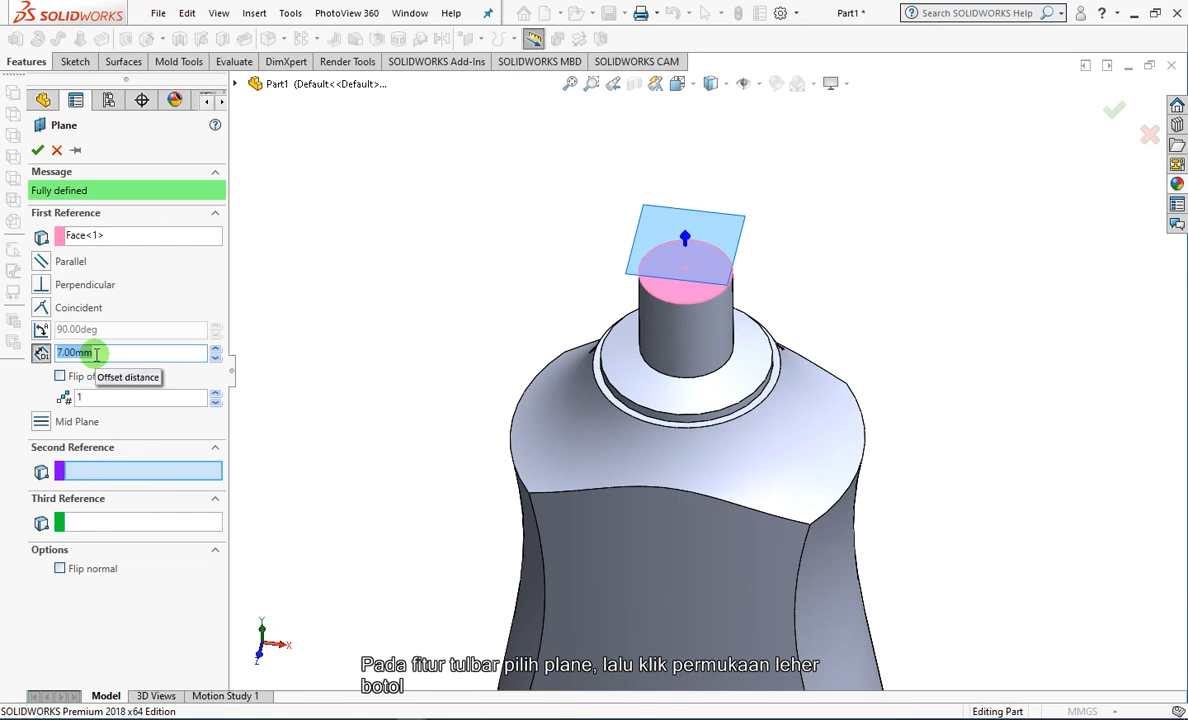 SOLIDWORKS File Edit View Insert Tools PhotoView 360 Window Help Part1 * Search SOLIDWORKS Help
Features Sketch Surfaces Mold Tools Evaluate DimXpert Render Tools SOLIDWORKS Add-Ins SOLIDWORKS MBD SOLIDWORKS CAM
Part1 (Default<<Default>...
Plane
Message
Fully defined
First Reference
Face<1>
Parallel
Perpendicular
Coincident
90.00deg
7.00mm
Flip of
Offset distance
1
Mid Plane
Second Reference
Third Reference
Options
Flip normal
Y
X
Z
Pada fitur tulbar pilih plane, lalu klik permukaan leher
botol
Model 3D Views Motion Study 1
SOLIDWORKS Premium 2018 x64 Edition Editing Part MMGS